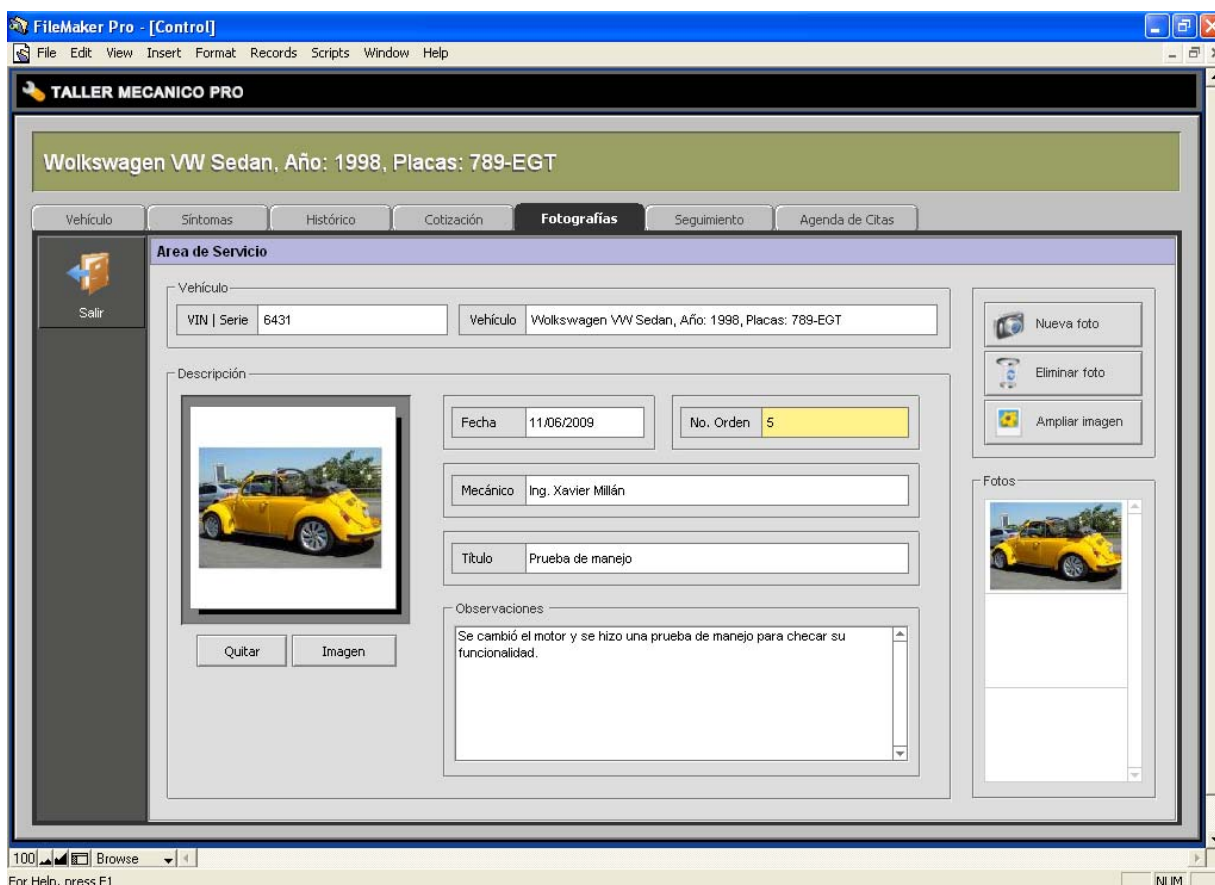 FileMaker Pro - [Control]
File Edit View Insert Format Records Scripts Window Help
TALLER MECANICO PRO
Wolkswagen VW Sedan, Año: 1998, Placas: 789-EGT
Vehículo Síntomas Histórico Cotización Fotografías Seguimiento Agenda de Citas
Salir
Area de Servicio
Vehículo
VIN | Serie 6431 Vehículo Wolkswagen VW Sedan, Año: 1998, Placas: 789-EGT
Nueva foto
Eliminar foto
Ampliar imagen
Descripción
Fecha 11/06/2009 No. Orden 5
Mecánico Ing. Xavier Millán
Título Prueba de manejo
Observaciones
Se cambió el motor y se hizo una prueba de manejo para checar su
funcionalidad.
Quitar Imagen
Fotos
100 Browse
For Help, press F1 NUM